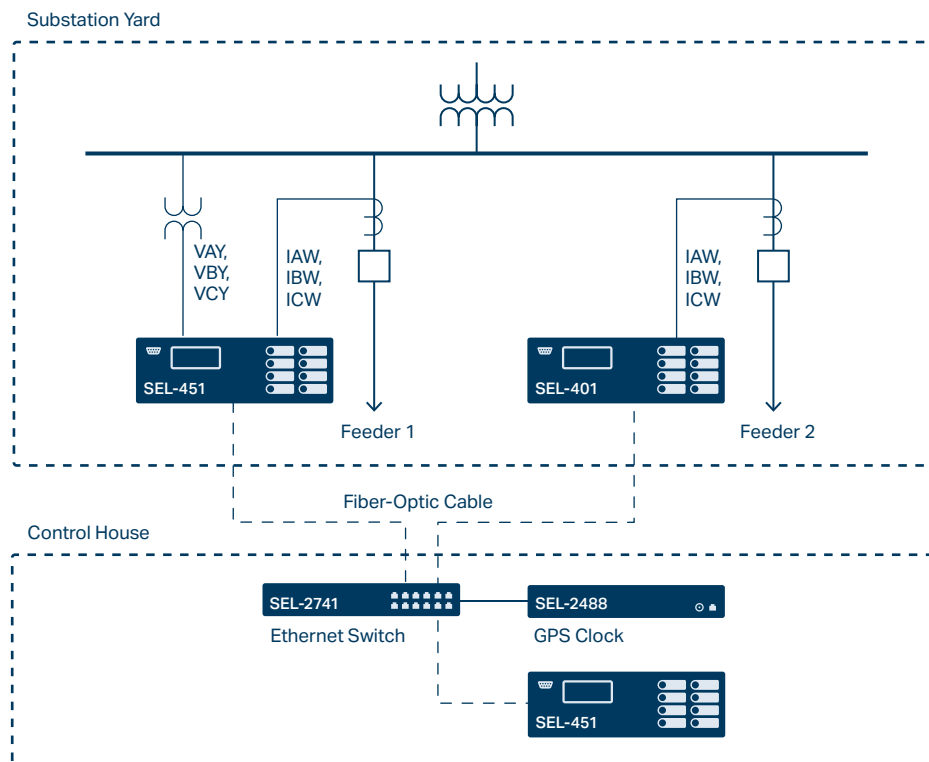 Substation Yard
VAY,
VBY,
VCY
IAW,
IBW,
ICW
IAW,
IBW,
ICW
SEL-451
SEL-401
Feeder 1
Feeder 2
Fiber-Optic Cable
Control House
SEL-2741
SEL-2488
Ethernet Switch
GPS Clock
SEL-451